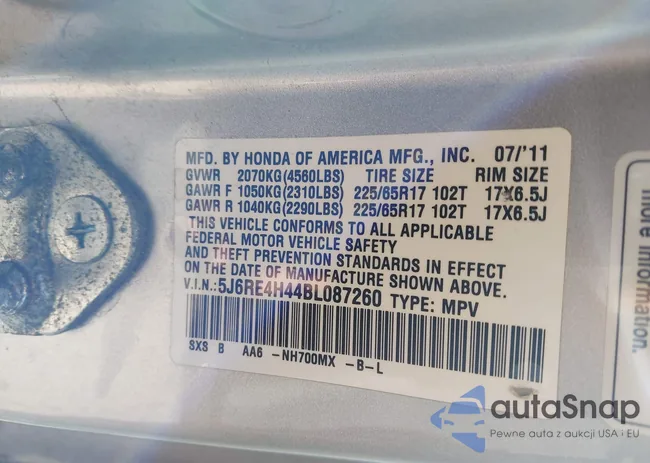 MFD. BY HONDA OF AMERICA MFG., INC. 07/'11
GVWR 2070KG(4560LBS) TIRE SIZE RIM SIZE
GAWR F 1050KG(2310LBS) 225/65R17 102T 17X6.5J
GAWR R 1040KG(2290LBS) 225/65R17 102T 17X6.5J
THIS VEHICLE CONFORMS TO ALL APPLICABLE
FEDERAL MOTOR VEHICLE SAFETY
AND THEFT PREVENTION STANDARDS IN EFFECT
ON THE DATE OF MANUFACTURE SHOWN ABOVE.
V.I.N.:5J6RE4H44BL087260 TYPE: MPV
SXS B AA6 -NH700MX -B-L
more information.
autaSnap
Pewne auta z aukcji USA i EU